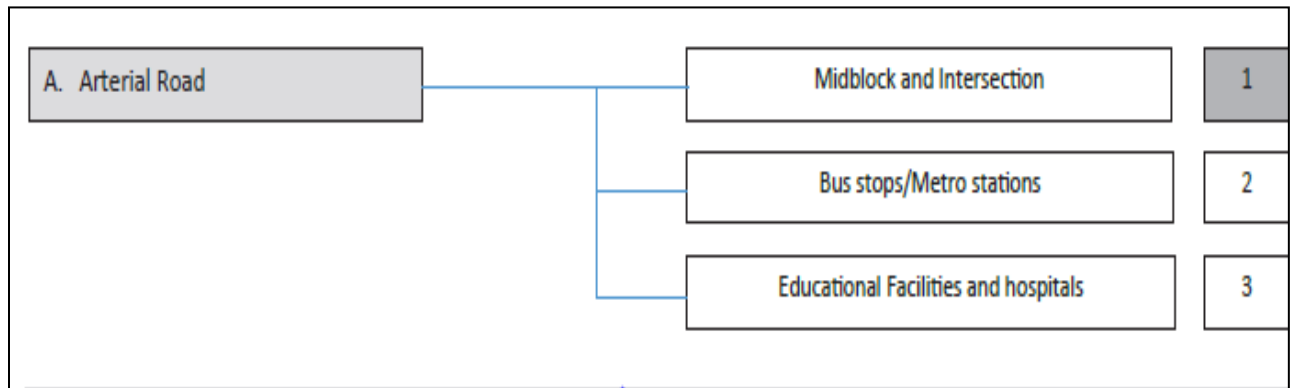 A. Arterial Road
Midblock and Intersection
1
Bus stops/Metro stations
2
Educational Facilities and hospitals
3